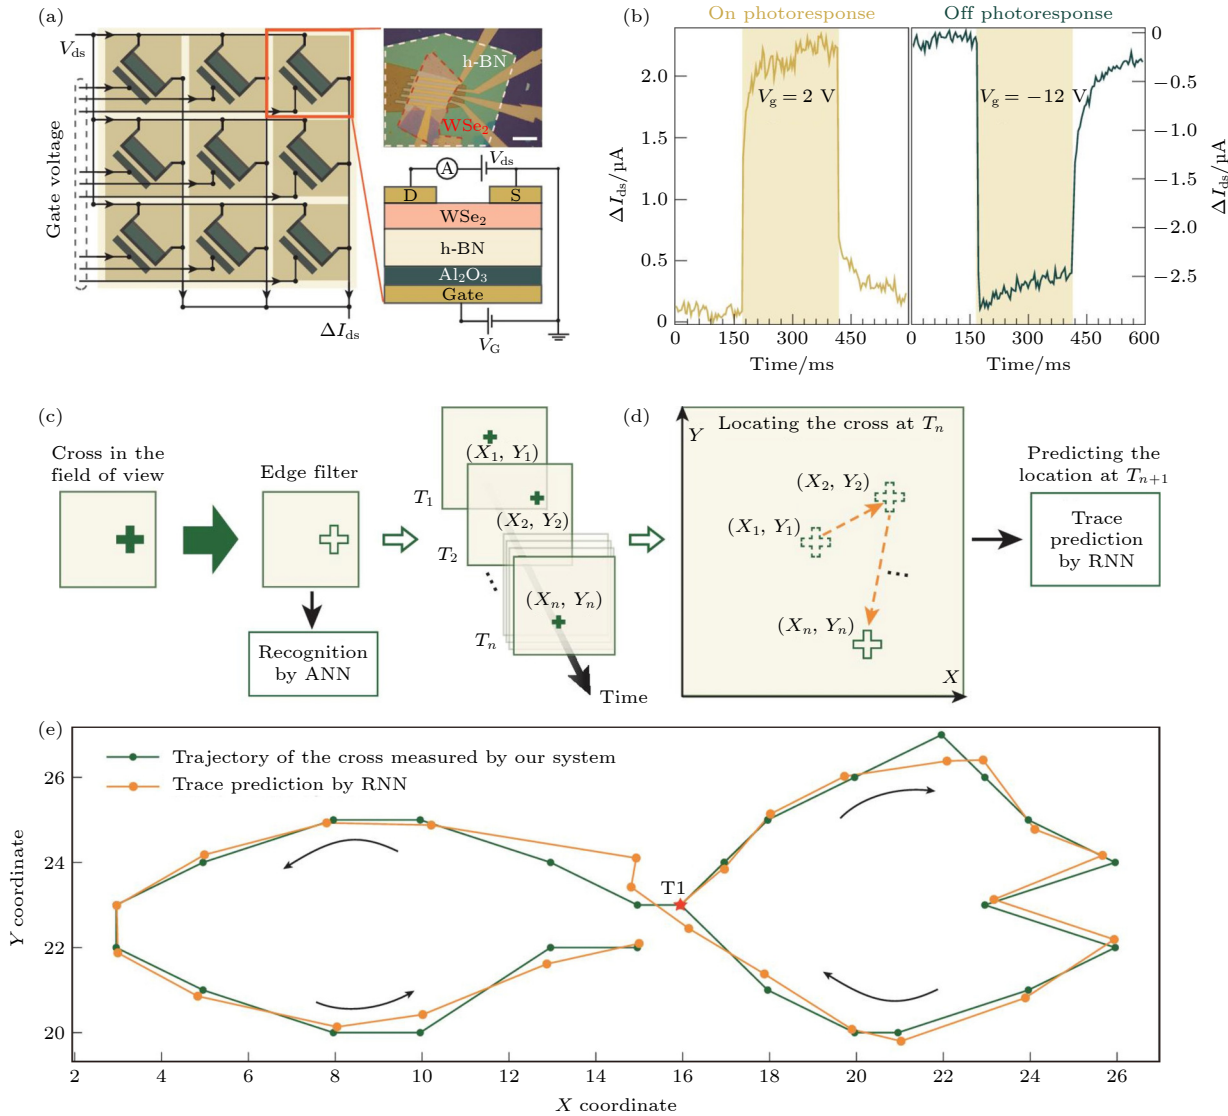 (a)
V_ds
Gate voltage
ΔI_ds
h-BN
WSe₂
V_ds
A
D
S
WSe₂
h-BN
Al₂O₃
Gate
V_G
(b)
On photoresponse
Off photoresponse
V_g = 2 V
V_g = −12 V
ΔI_ds/μA
2.0
1.5
1.0
0.5
0
0
−0.5
−1.0
−1.5
−2.0
−2.5
ΔI_ds/μA
0 150 300 450
0 150 300 450 600
Time/ms
Time/ms
(c)
Cross in the
field of view
Edge filter
Recognition
by ANN
(X₁, Y₁)
T₁
(X₂, Y₂)
T₂
(Xₙ, Yₙ)
Tₙ
Time
(d)
Locating the cross at Tₙ
Y
(X₂, Y₂)
(X₁, Y₁)
(Xₙ, Yₙ)
X
Predicting the
location at Tₙ₊₁
Trace
prediction
by RNN
(e)
Trajectory of the cross measured by our system
Trace prediction by RNN
T1
Y coordinate
26
24
22
20
2 4 6 8 10 12 14 16 18 20 22 24 26
X coordinate